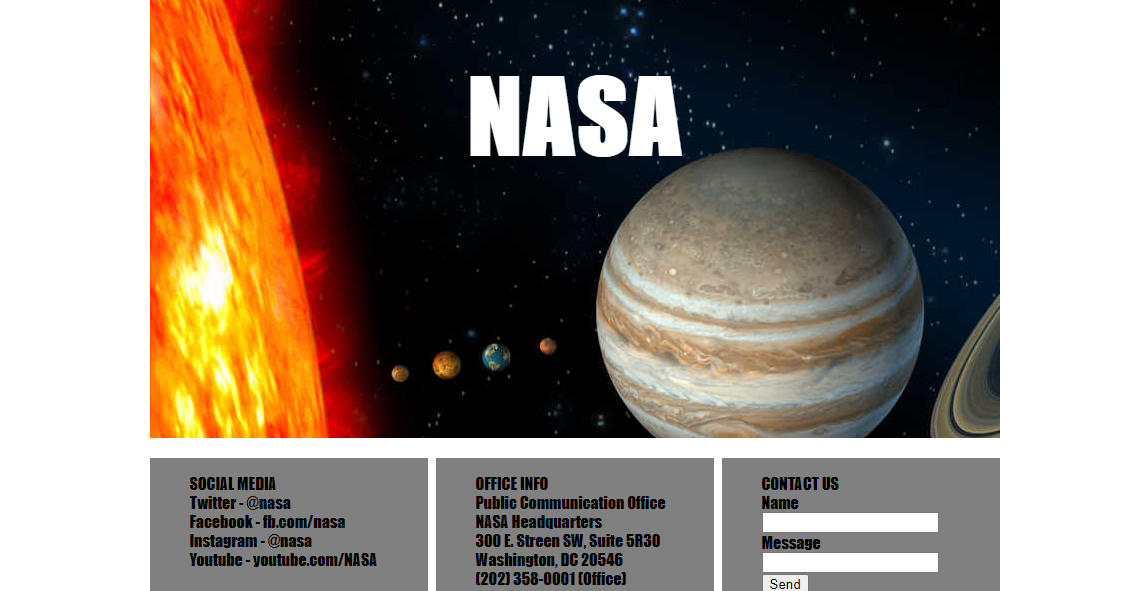 NASA
SOCIAL MEDIA
Twitter - @nasa
Facebook - fb.com/nasa
Instagram - @nasa
Youtube - youtube.com/NASA
OFFICE INFO
Public Communication Office
NASA Headquarters
300 E. Streen SW, Suite 5R30
Washington, DC 20546
(202) 358-0001 (Office)
CONTACT US
Name
Message
Send